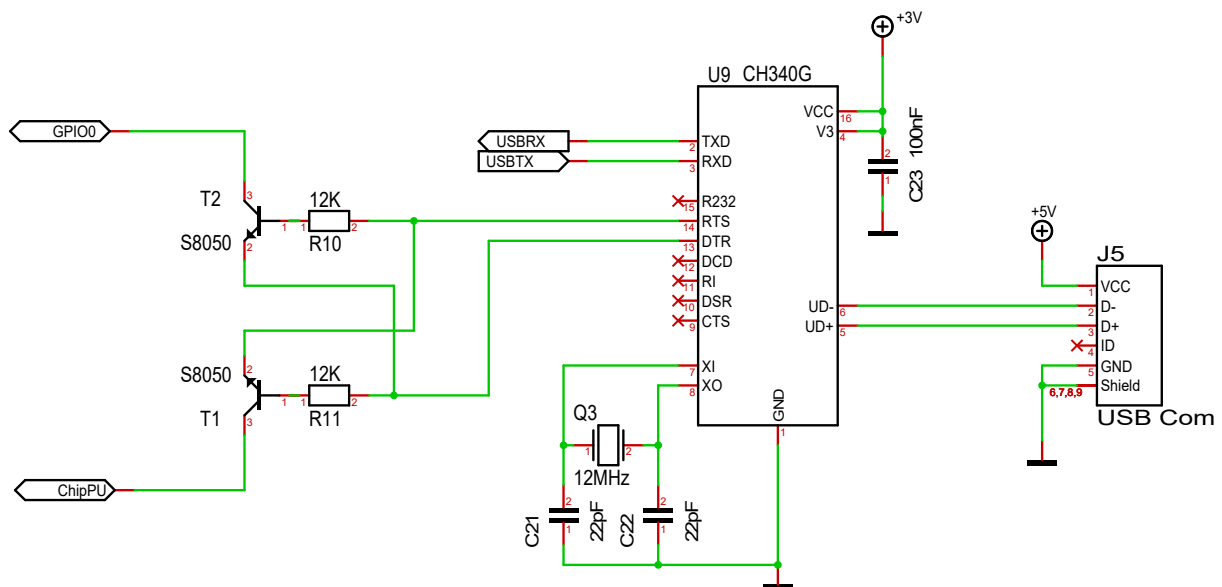 +3V
U9 CH340G
GPIO0
VCC
16
V3
4
100nF
C23
2
1
USBRX
TXD
2
USBTX
RXD
3
T2
3
12K
R232
15
1
1
2
RTS
14
S8050
2
R10
DTR
13
DCD
12
RI
11
DSR
10
CTS
9
UD-
6
UD+
5
+5V
J5
VCC
1
D-
2
D+
3
ID
4
GND
5
Shield
6,7,8,9
USB Com
S8050
2
12K
1
1
2
T1
3
R11
XI
7
XO
8
GND
1
Q3
1
2
12MHz
ChipPU
C21
2
1
22pF
C22
2
1
22pF